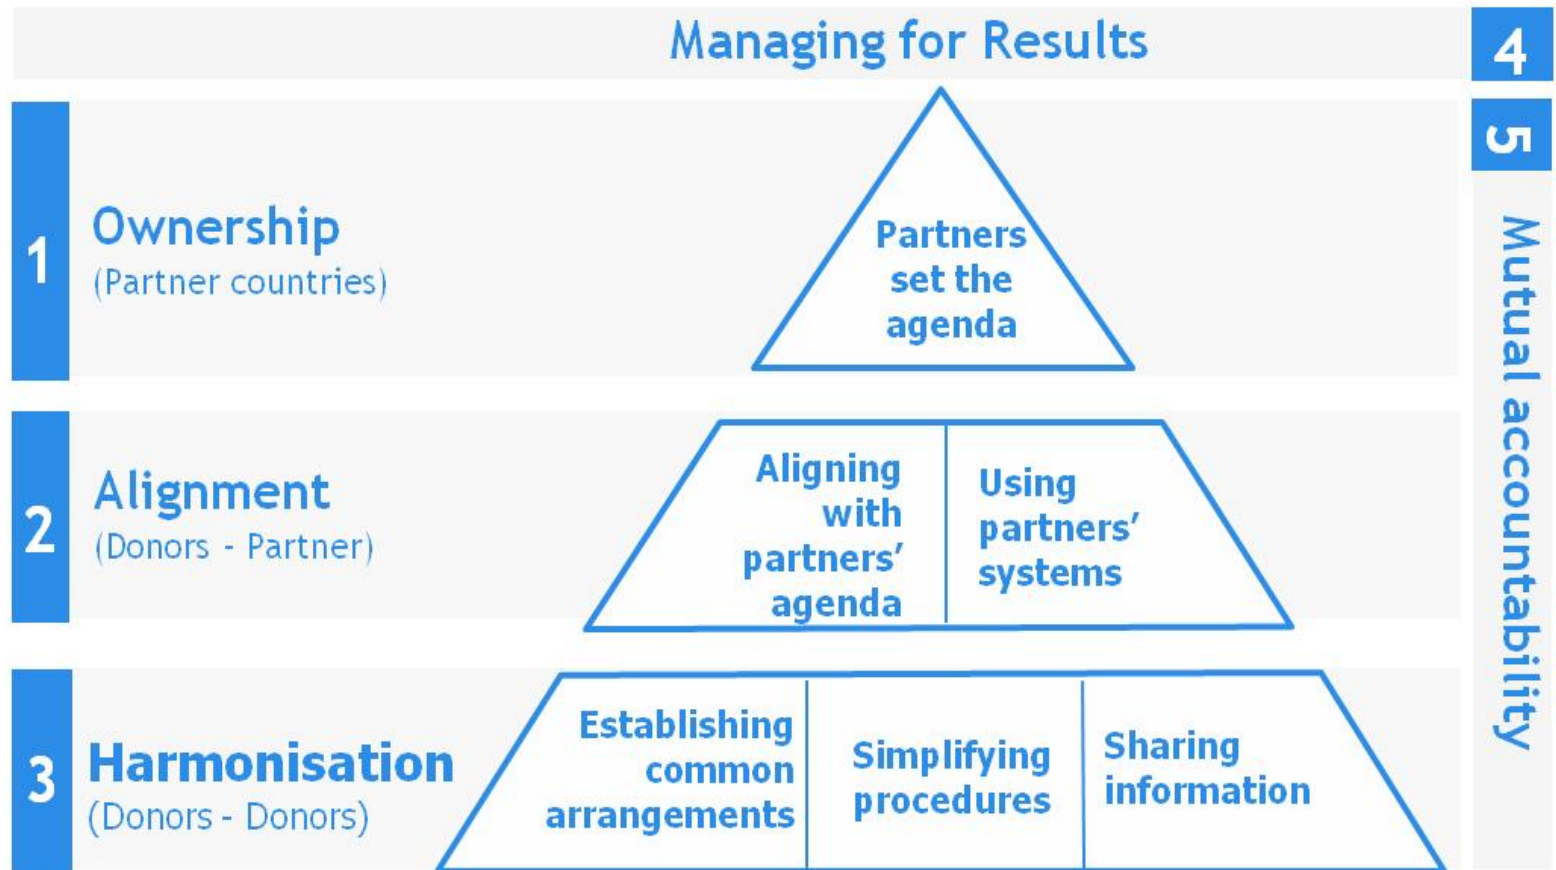 Managing for Results
4
5
Mutual accountability
1
Ownership
(Partner countries)
Partners
set the
agenda
2
Alignment
(Donors - Partner)
Aligning
with
partners’
agenda
Using
partners’
systems
3
Harmonisation
(Donors - Donors)
Establishing
common
arrangements
Simplifying
procedures
Sharing
information